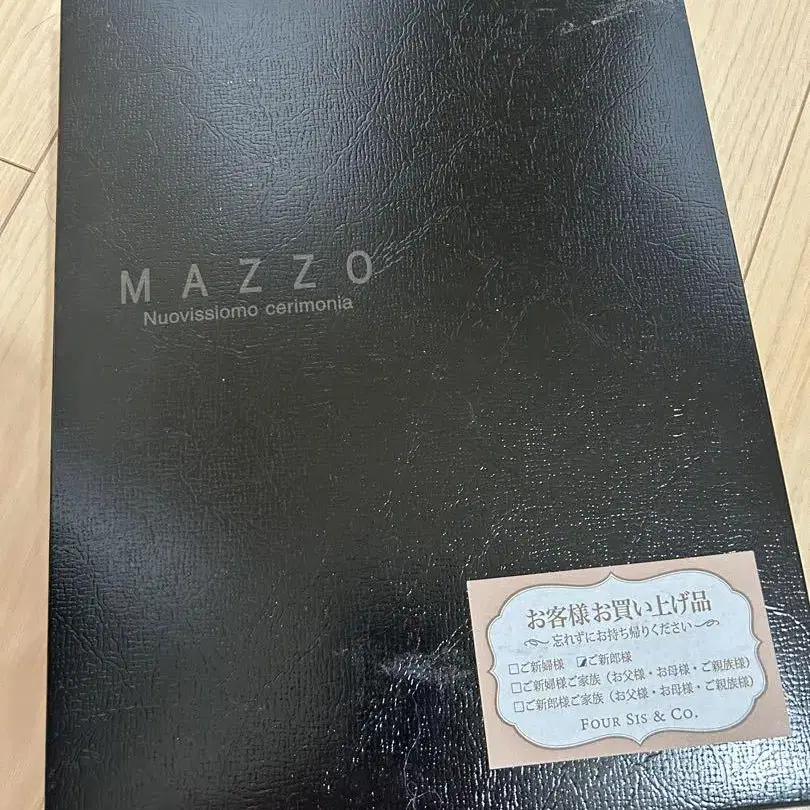 MAZZO
Nuovissiomo cerimonia
お客様お買い上げ品
～忘れずにお持ち帰りください～
□ご新婦様 ☑ご新郎様
□ご新婦様ご家族（お父様・お母様・ご親族様）
□ご新郎様ご家族（お父様・お母様・ご親族様）
FOUR SIS & CO.